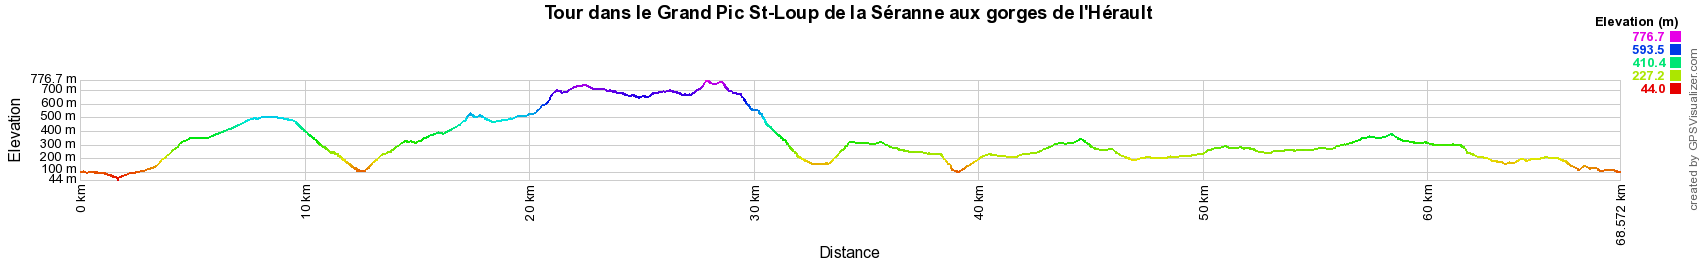 Tour dans le Grand Pic St-Loup de la Séranne aux gorges de l'Hérault
Elevation (m)
776.7
593.5
410.4
227.2
44.0
776.7 m
700 m
600 m
500 m
400 m
300 m
200 m
100 m
44 m
Elevation
0 km
10 km
20 km
30 km
40 km
50 km
60 km
68.572 km
Distance
created by GPSVisualizer.com